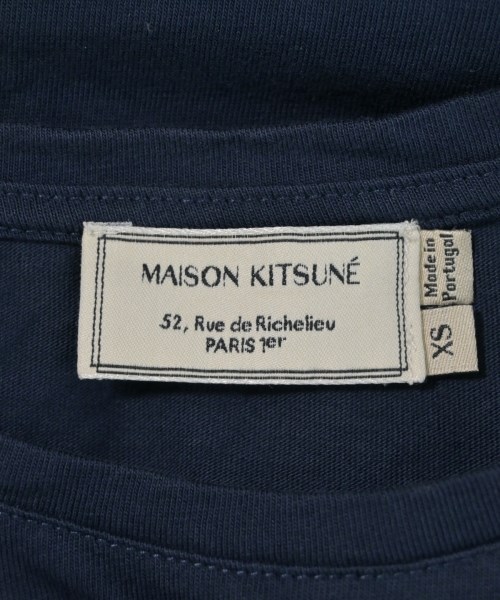 MAISON KITSUNÉ
52, Rue de Richelieu
PARIS 1er
Made in
Portugal
XS